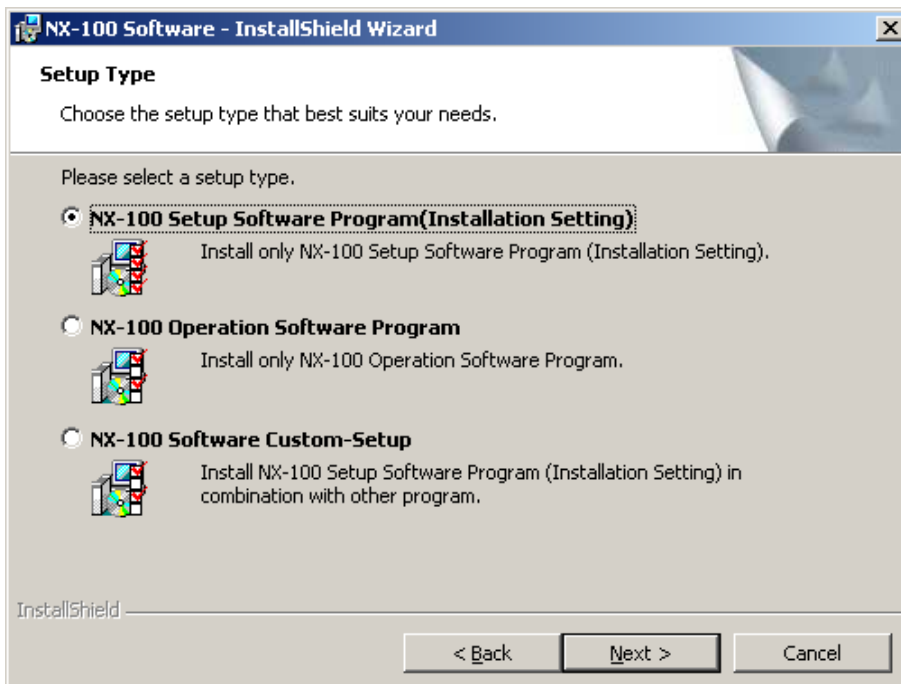 NX-100 Software - InstallShield Wizard
Setup Type
Choose the setup type that best suits your needs.
Please select a setup type.
NX-100 Setup Software Program(Installation Setting)
Install only NX-100 Setup Software Program (Installation Setting).
NX-100 Operation Software Program
Install only NX-100 Operation Software Program.
NX-100 Software Custom-Setup
Install NX-100 Setup Software Program (Installation Setting) in
combination with other program.
InstallShield
< Back Next > Cancel